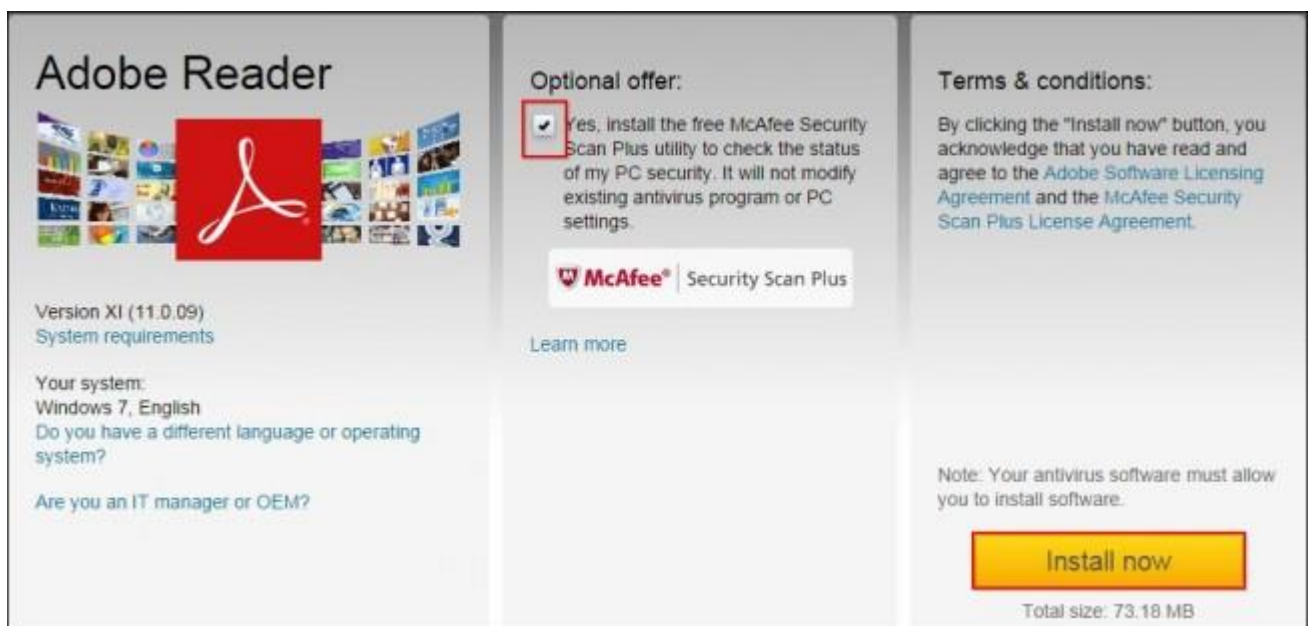 Adobe Reader
Version XI (11.0.09)
System requirements
Your system:
Windows 7, English
Do you have a different language or operating
system?
Are you an IT manager or OEM?
Optional offer:
Yes, install the free McAfee Security
Scan Plus utility to check the status
of my PC security. It will not modify
existing antivirus program or PC
settings.
McAfee® Security Scan Plus
Learn more
Terms & conditions:
By clicking the "Install now" button, you
acknowledge that you have read and
agree to the Adobe Software Licensing
Agreement and the McAfee Security
Scan Plus License Agreement.
Note: Your antivirus software must allow
you to install software.
Install now
Total size: 73.18 MB